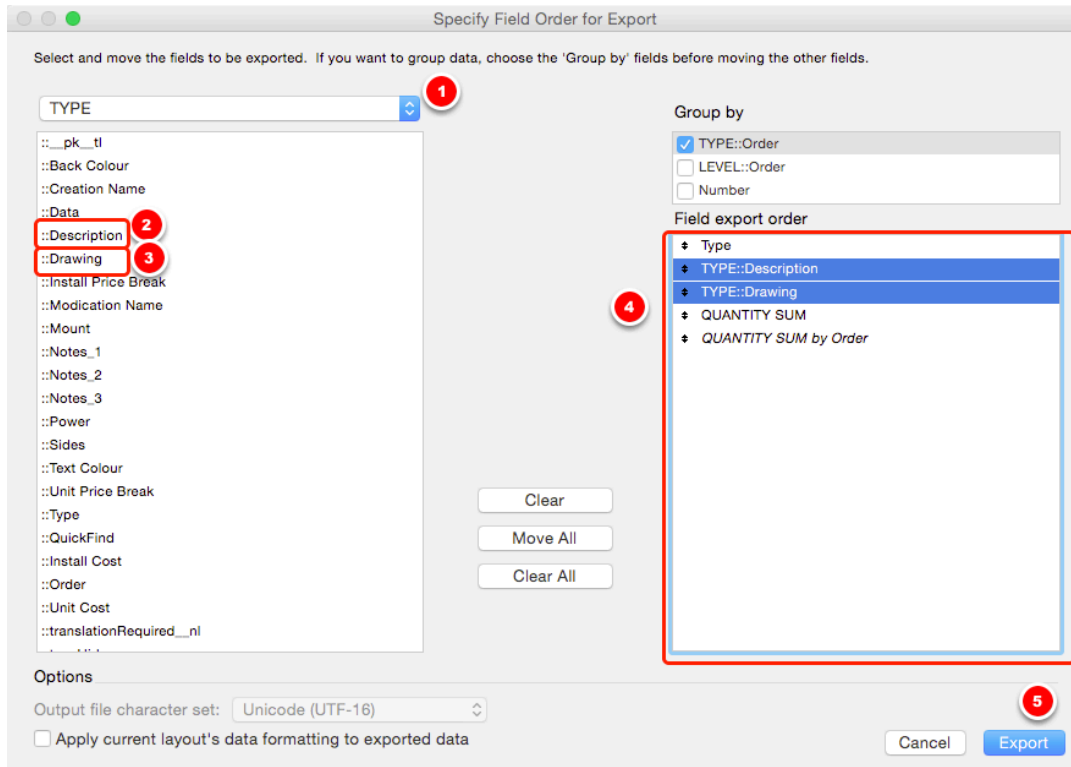 Specify Field Order for Export
Select and move the fields to be exported. If you want to group data, choose the 'Group by' fields before moving the other fields.
1
TYPE
::__pk__tl
::Back Colour
::Creation Name
::Data
2
::Description
::Drawing
3
::Install Price Break
::Modication Name
::Mount
::Notes_1
::Notes_2
::Notes_3
::Power
::Sides
::Text Colour
::Unit Price Break
::Type
::QuickFind
::Install Cost
::Order
::Unit Cost
::translationRequired__nl
Clear
Move All
Clear All
Group by
TYPE::Order
LEVEL::Order
Number
Field export order
4
Type
TYPE::Description
TYPE::Drawing
QUANTITY SUM
QUANTITY SUM by Order
Options
Output file character set: Unicode (UTF-16)
Apply current layout's data formatting to exported data
5
Cancel
Export